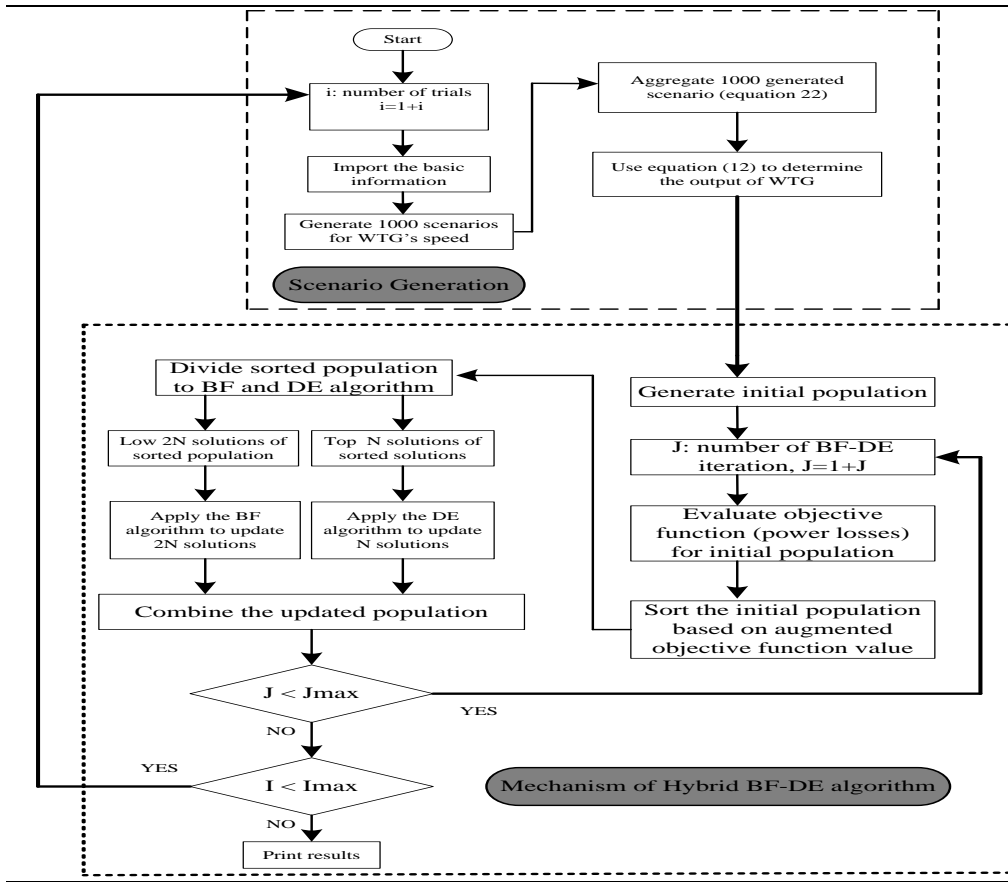 Start
i: number of trials
i=1+i
Import the basic
information
Generate 1000 scenarios
for WTG's speed
Aggregate 1000 generated
scenario (equation 22)
Use equation (12) to determine
the output of WTG
Scenario Generation
Generate initial population
J: number of BF-DE
iteration, J=1+J
Evaluate objective
function (power losses)
for initial population
Sort the initial population
based on augmented
objective function value
Divide sorted population
to BF and DE algorithm
Low 2N solutions of
sorted population
Top N solutions of
sorted solutions
Apply the BF
algorithm to update
2N solutions
Apply the DE
algorithm to update
N solutions
Combine the updated population
J < Jmax
YES
NO
I < Imax
YES
NO
Print results
Mechanism of Hybrid BF-DE algorithm